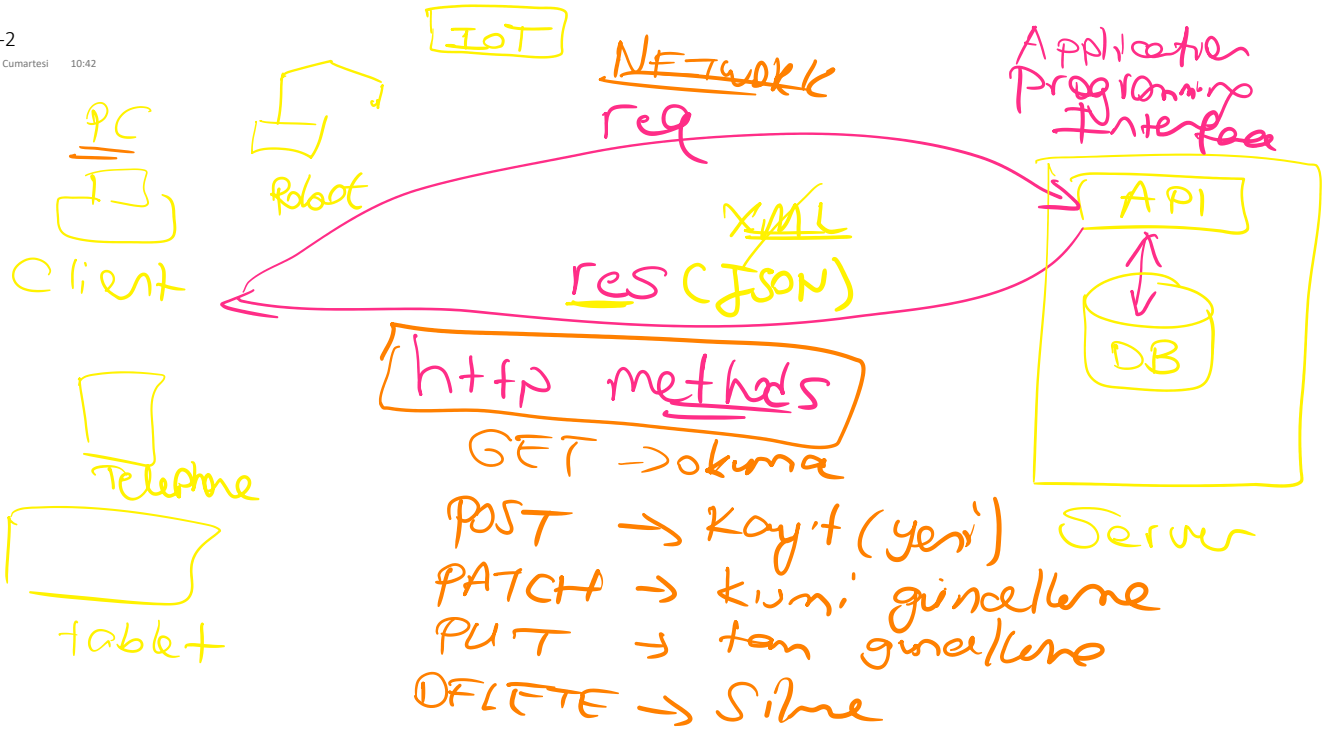 -2
Cumartesi 10:42
IoT
NETWORK
Application
Programming
Interface
PC
req
Robot
API
XML
Client
res (JSON)
DB
http methods
GET -> okuma
Telephone
POST -> Kayıt (yeni)
Server
PATCH -> kısmi güncelleme
tablet
PUT -> tam güncelleme
DELETE -> Silme